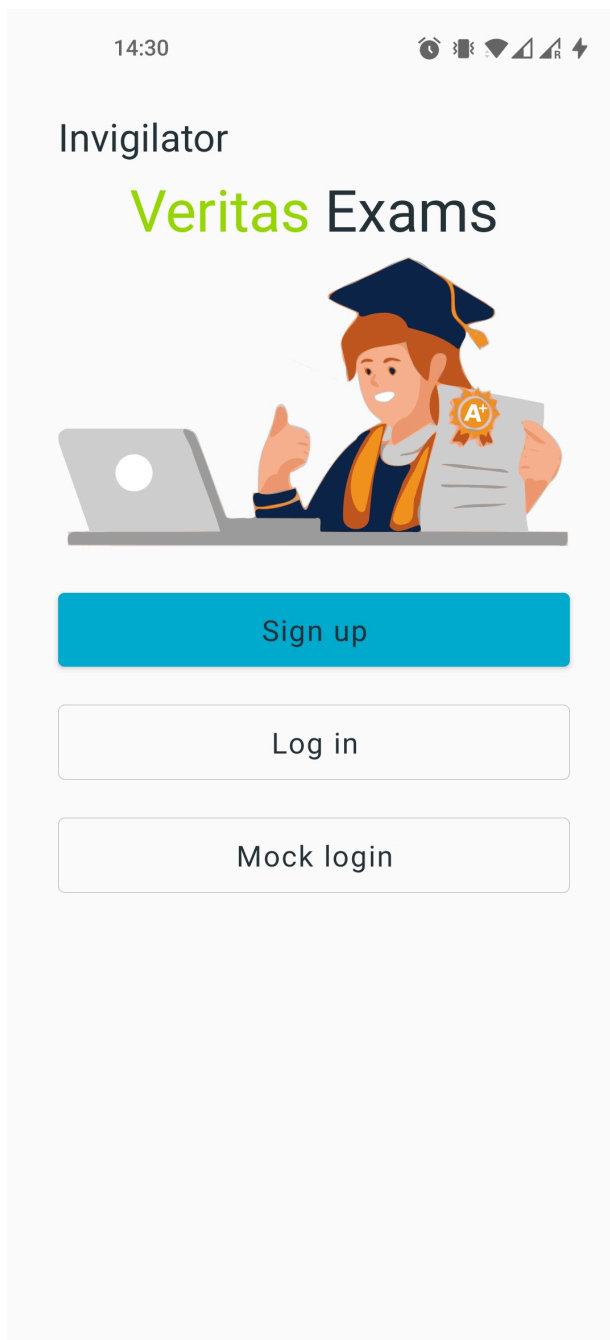 14:30
R
Invigilator
Veritas Exams
A+
Sign up
Log in
Mock login